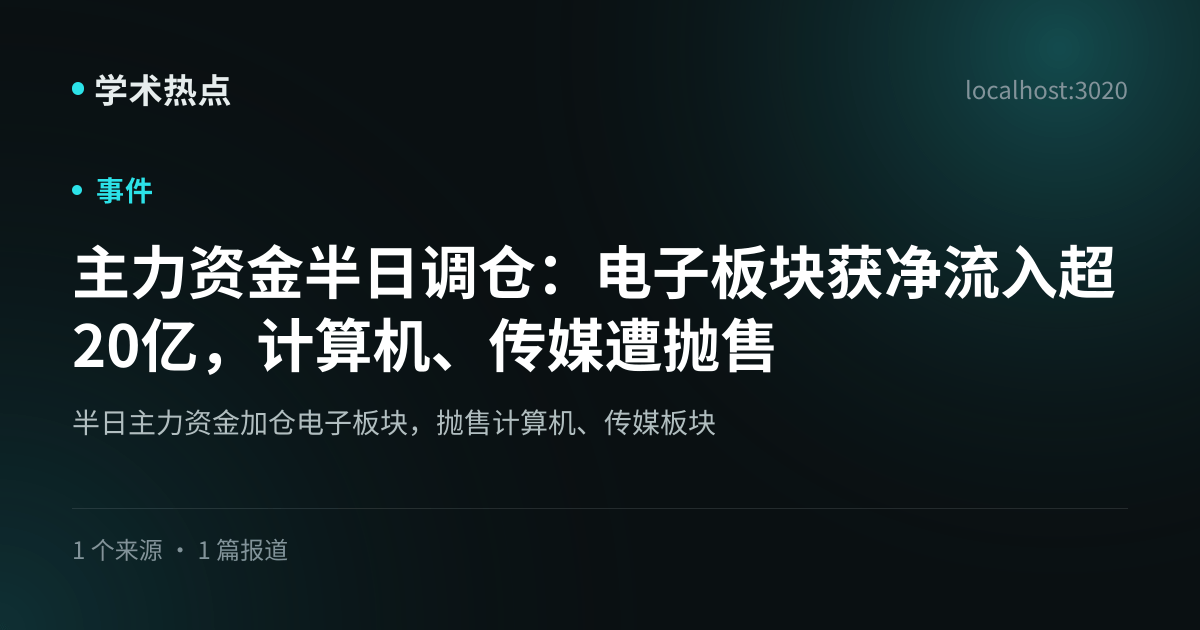 学术热点
localhost:3020
事件
主力资金半日调仓：电子板块获净流入超
20亿，计算机、传媒遭抛售
半日主力资金加仓电子板块，抛售计算机、传媒板块
1 个来源 · 1 篇报道